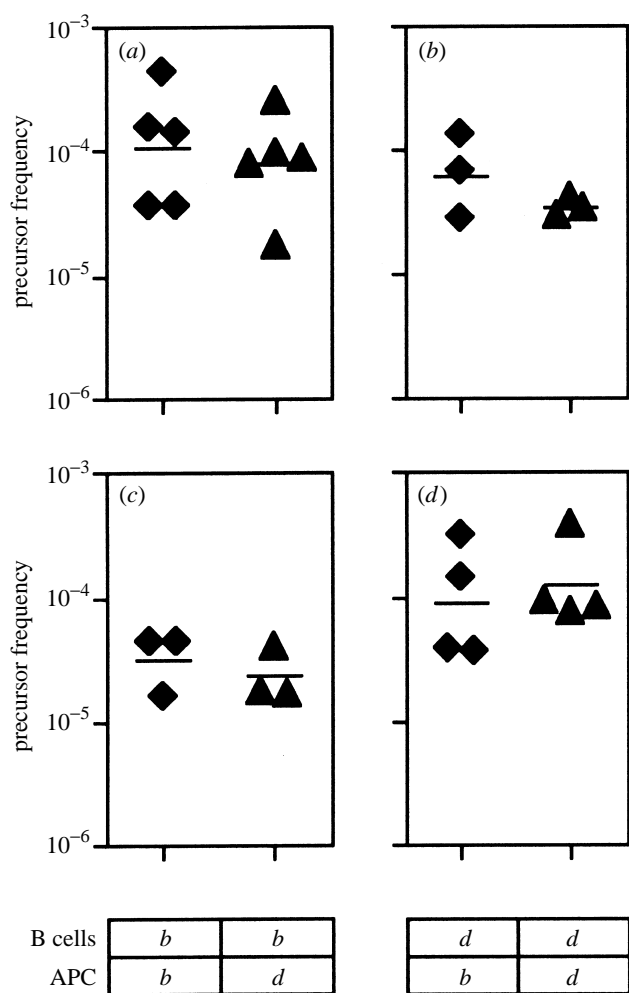 10⁻³
(a)
(b)
10⁻⁴
precursor frequency
10⁻⁵
10⁻⁶
10⁻³
(c)
(d)
10⁻⁴
precursor frequency
10⁻⁵
10⁻⁶
B cells b b d d
APC b d b d